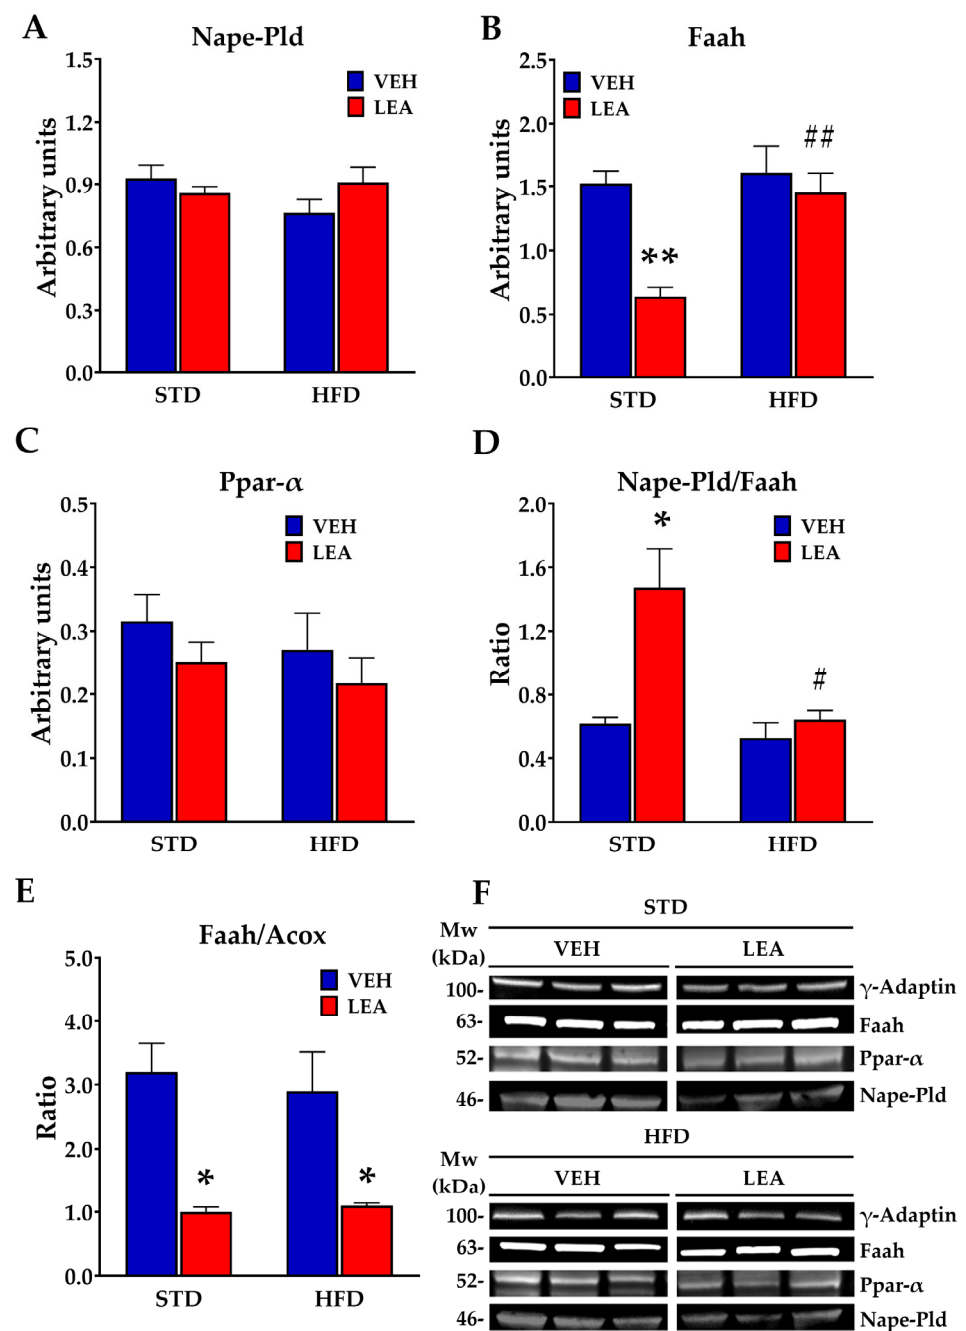 A
Nape-Pld
Arbitrary units
1.5
1.2
0.9
0.6
0.3
0.0
VEH
LEA
STD HFD
B
Faah
Arbitrary units
2.5
2.0
1.5
1.0
0.5
0.0
VEH
LEA
**
##
STD HFD
C
Ppar-α
Arbitrary units
0.5
0.4
0.3
0.2
0.1
0.0
VEH
LEA
STD HFD
D
Nape-Pld/Faah
Ratio
2.0
1.6
1.2
0.8
0.4
0.0
VEH
LEA
*
#
STD HFD
E
Faah/Acox
Ratio
5.0
4.0
3.0
2.0
1.0
0.0
VEH
LEA
*
*
STD HFD
F
STD
Mw
(kDa)
VEH LEA
100- γ-Adaptin
63- Faah
52- Ppar-α
46- Nape-Pld
HFD
Mw
(kDa)
VEH LEA
100- γ-Adaptin
63- Faah
52- Ppar-α
46- Nape-Pld